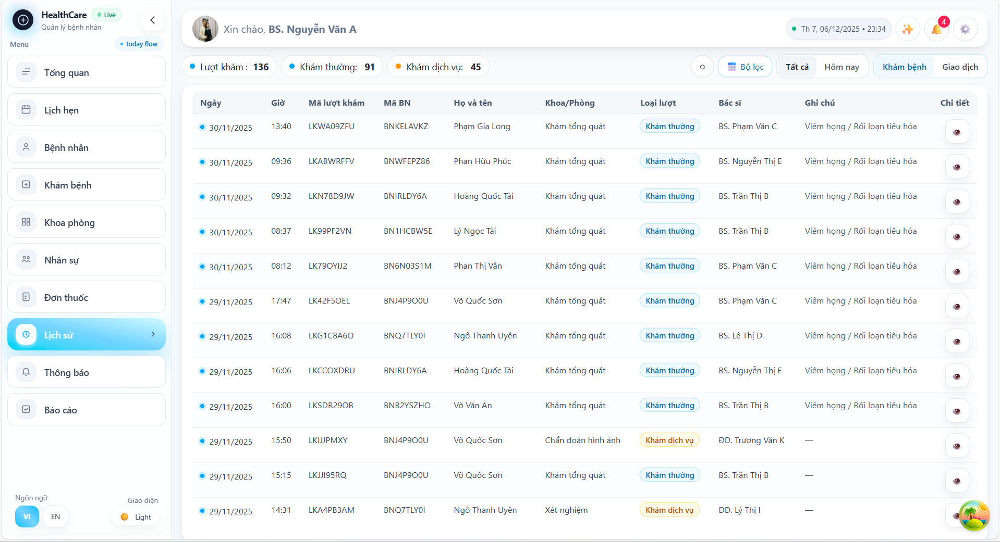 HealthCare
Live
Quản lý bệnh nhân
Menu
Today flow
Tổng quan
Lịch hẹn
Bệnh nhân
Khám bệnh
Khoa phòng
Nhân sự
Đơn thuốc
Lịch sử
Thông báo
Báo cáo
Ngôn ngữ
Giao diện
VI
EN
Light
Xin chào, BS. Nguyễn Văn A
Th 7, 06/12/2025 • 23:34
4
Lượt khám : 136
Khám thường: 91
Khám dịch vụ: 45
Bộ lọc
Tất cả
Hôm nay
Khám bệnh
Giao dịch
Ngày Giờ Mã lượt khám Mã BN Họ và tên Khoa/Phòng Loại lượt Bác sĩ Ghi chú Chi tiết
30/11/2025 13:40 LKWA09ZFU BNKELAVKZ Phạm Gia Long Khám tổng quát Khám thường BS. Phạm Văn C Viêm họng / Rối loạn tiêu hóa
30/11/2025 09:36 LKABWRFFV BNWFEPZ86 Phan Hữu Phúc Khám tổng quát Khám thường BS. Nguyễn Thị E Viêm họng / Rối loạn tiêu hóa
30/11/2025 09:32 LKN78D9JW BNIRLDY6A Hoàng Quốc Tài Khám tổng quát Khám thường BS. Trần Thị B Viêm họng / Rối loạn tiêu hóa
30/11/2025 08:37 LK99PF2VN BN1HCBW5E Lý Ngọc Tài Khám tổng quát Khám thường BS. Trần Thị B Viêm họng / Rối loạn tiêu hóa
30/11/2025 08:12 LK79OYIJ2 BN6N03S1M Phan Thị Vân Khám tổng quát Khám thường BS. Phạm Văn C Viêm họng / Rối loạn tiêu hóa
29/11/2025 17:47 LK42F5OEL BNJ4P9O0U Võ Quốc Sơn Khám tổng quát Khám thường BS. Phạm Văn C Viêm họng / Rối loạn tiêu hóa
29/11/2025 16:08 LKG1C8A6O BNQ7TLY0I Ngô Thanh Uyên Khám tổng quát Khám thường BS. Lê Thị D Viêm họng / Rối loạn tiêu hóa
29/11/2025 16:06 LKCCOXDRU BNIRLDY6A Hoàng Quốc Tài Khám tổng quát Khám thường BS. Nguyễn Thị E Viêm họng / Rối loạn tiêu hóa
29/11/2025 16:00 LKSDR29OB BNB2YSZHO Võ Văn An Khám tổng quát Khám thường BS. Trần Thị B Viêm họng / Rối loạn tiêu hóa
29/11/2025 15:50 LKIJJPMXY BNJ4P9O0U Võ Quốc Sơn Chẩn đoán hình ảnh Khám dịch vụ ĐD. Trương Văn K —
29/11/2025 15:15 LKJJI95RQ BNJ4P9O0U Võ Quốc Sơn Khám tổng quát Khám thường BS. Trần Thị B —
29/11/2025 14:31 LKA4PB3AM BNQ7TLY0I Ngô Thanh Uyên Xét nghiệm Khám dịch vụ ĐD. Lý Thị I —